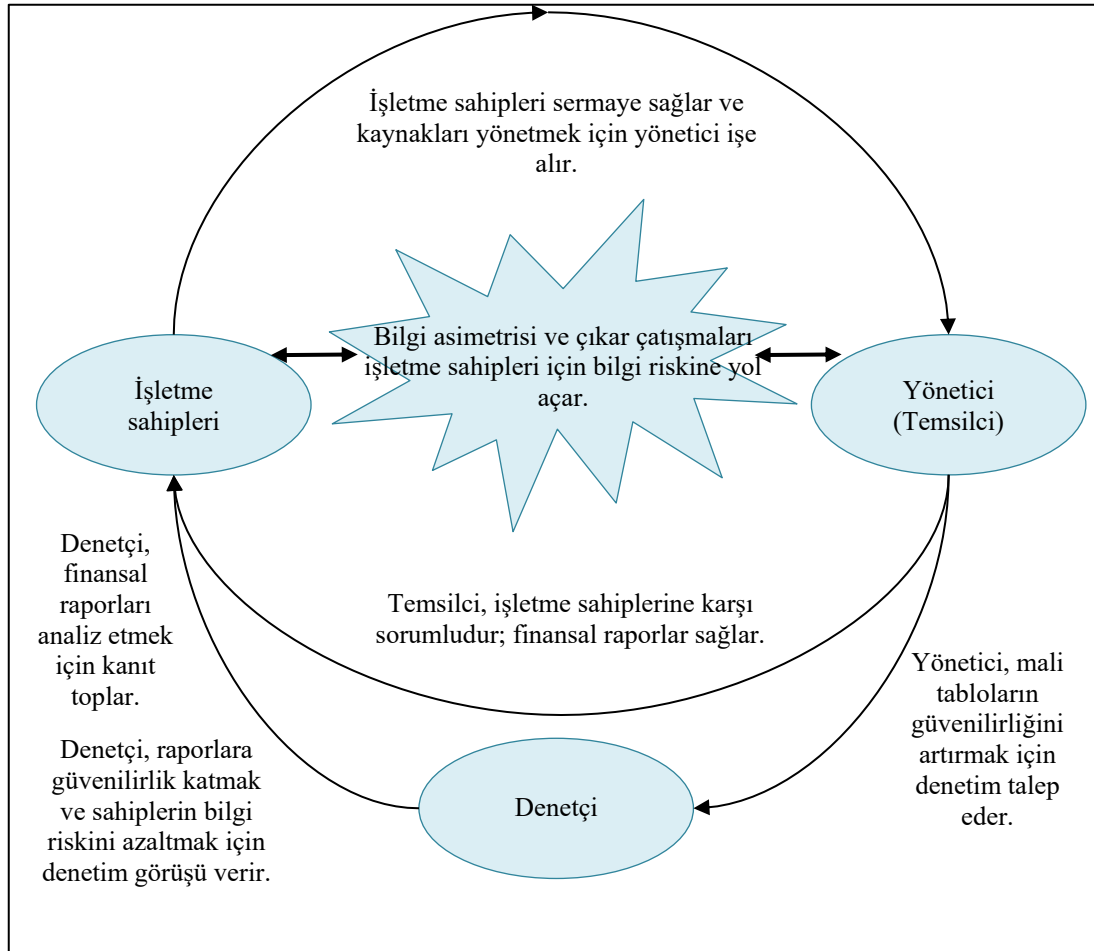 İşletme sahipleri sermaye sağlar ve
kaynakları yönetmek için yönetici işe
alır.
Bilgi asimetrisi ve çıkar çatışmaları
işletme sahipleri için bilgi riskine yol
açar.
İşletme
sahipleri
Yönetici
(Temsilci)
Denetçi,
finansal
raporları
analiz etmek
için kanıt
toplar.
Temsilci, işletme sahiplerine karşı
sorumludur; finansal raporlar sağlar.
Yönetici, mali
tabloların
güvenilirliğini
artırmak için
denetim talep
eder.
Denetçi, raporlara
güvenilirlik katmak
ve sahiplerin bilgi
riskini azaltmak için
denetim görüşü verir.
Denetçi